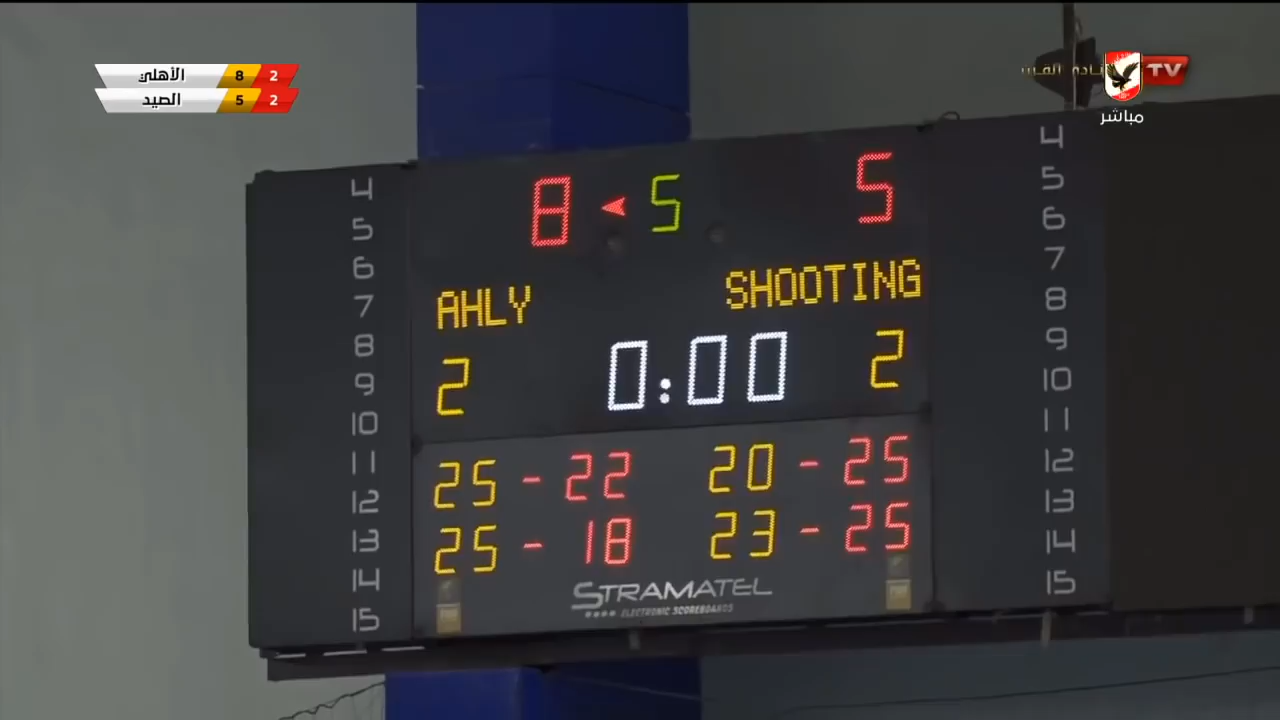 الأهلي 8 2
الصيد 5 2
TV
مباشر
8 5 5
AHLY SHOOTING
2 0:00 2
25 - 22 20 - 25
25 - 18 23 - 25
STRAMATEL
ELECTRONIC SCOREBOARDS
4 4
5 5
6 6
7 7
8 8
9 9
10 10
11 11
12 12
13 13
14 14
15 15